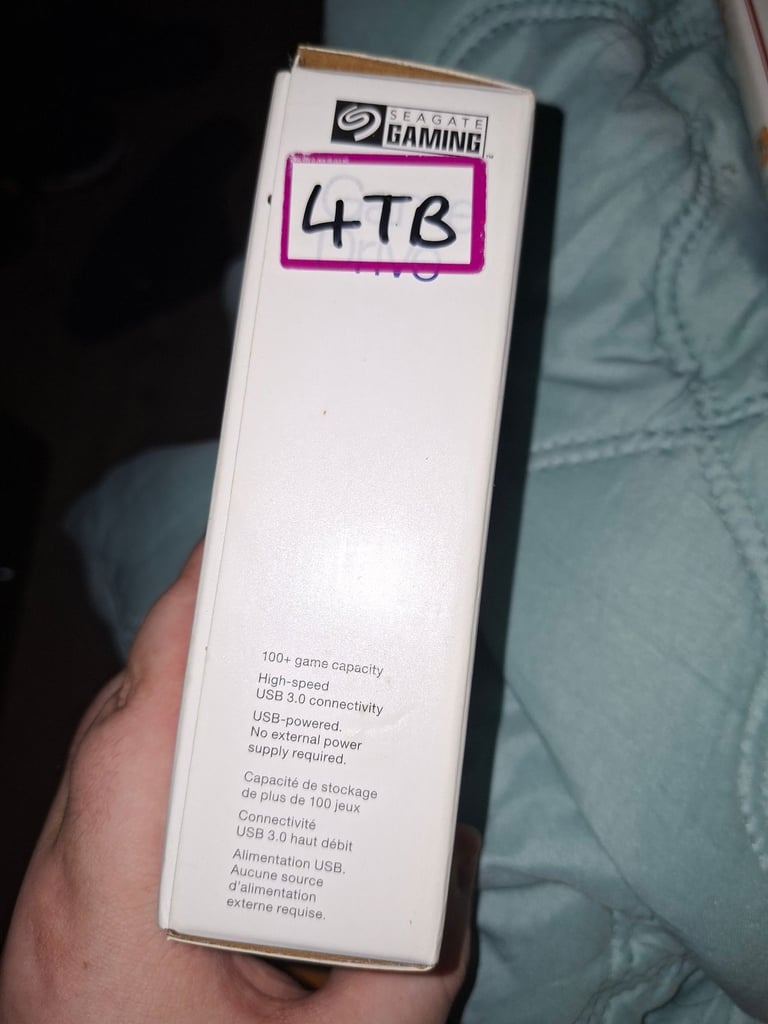 SEAGATE
GAMING
Game
4TB
Drive
100+ game capacity
High-speed
USB 3.0 connectivity
USB-powered.
No external power
supply required.
Capacité de stockage
de plus de 100 jeux
Connectivité
USB 3.0 haut débit
Alimentation USB.
Aucune source
d'alimentation
externe requise.